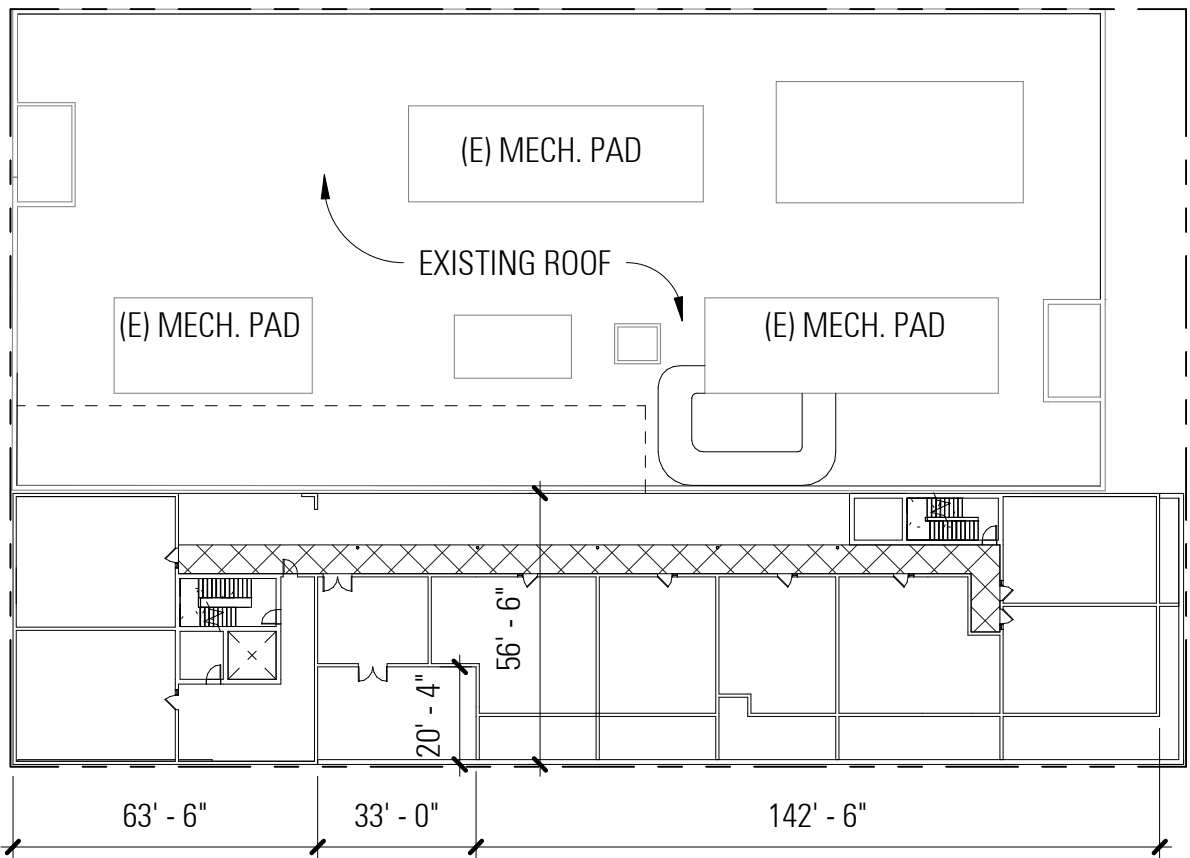 (E) MECH. PAD
EXISTING ROOF
(E) MECH. PAD
(E) MECH. PAD
56' - 6"
20' - 4"
63' - 6"
33' - 0"
142' - 6"